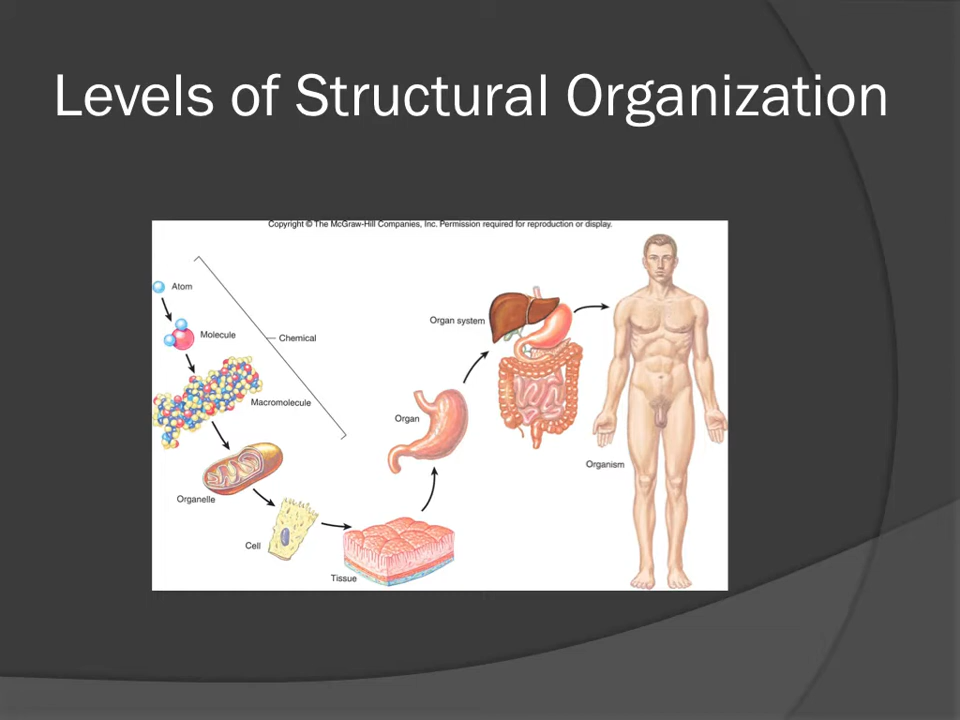 Levels of Structural Organization
Copyright © The McGraw-Hill Companies, Inc. Permission required for reproduction or display.
Atom
Molecule
Chemical
Macromolecule
Organelle
Cell
Tissue
Organ
Organ system
Organism